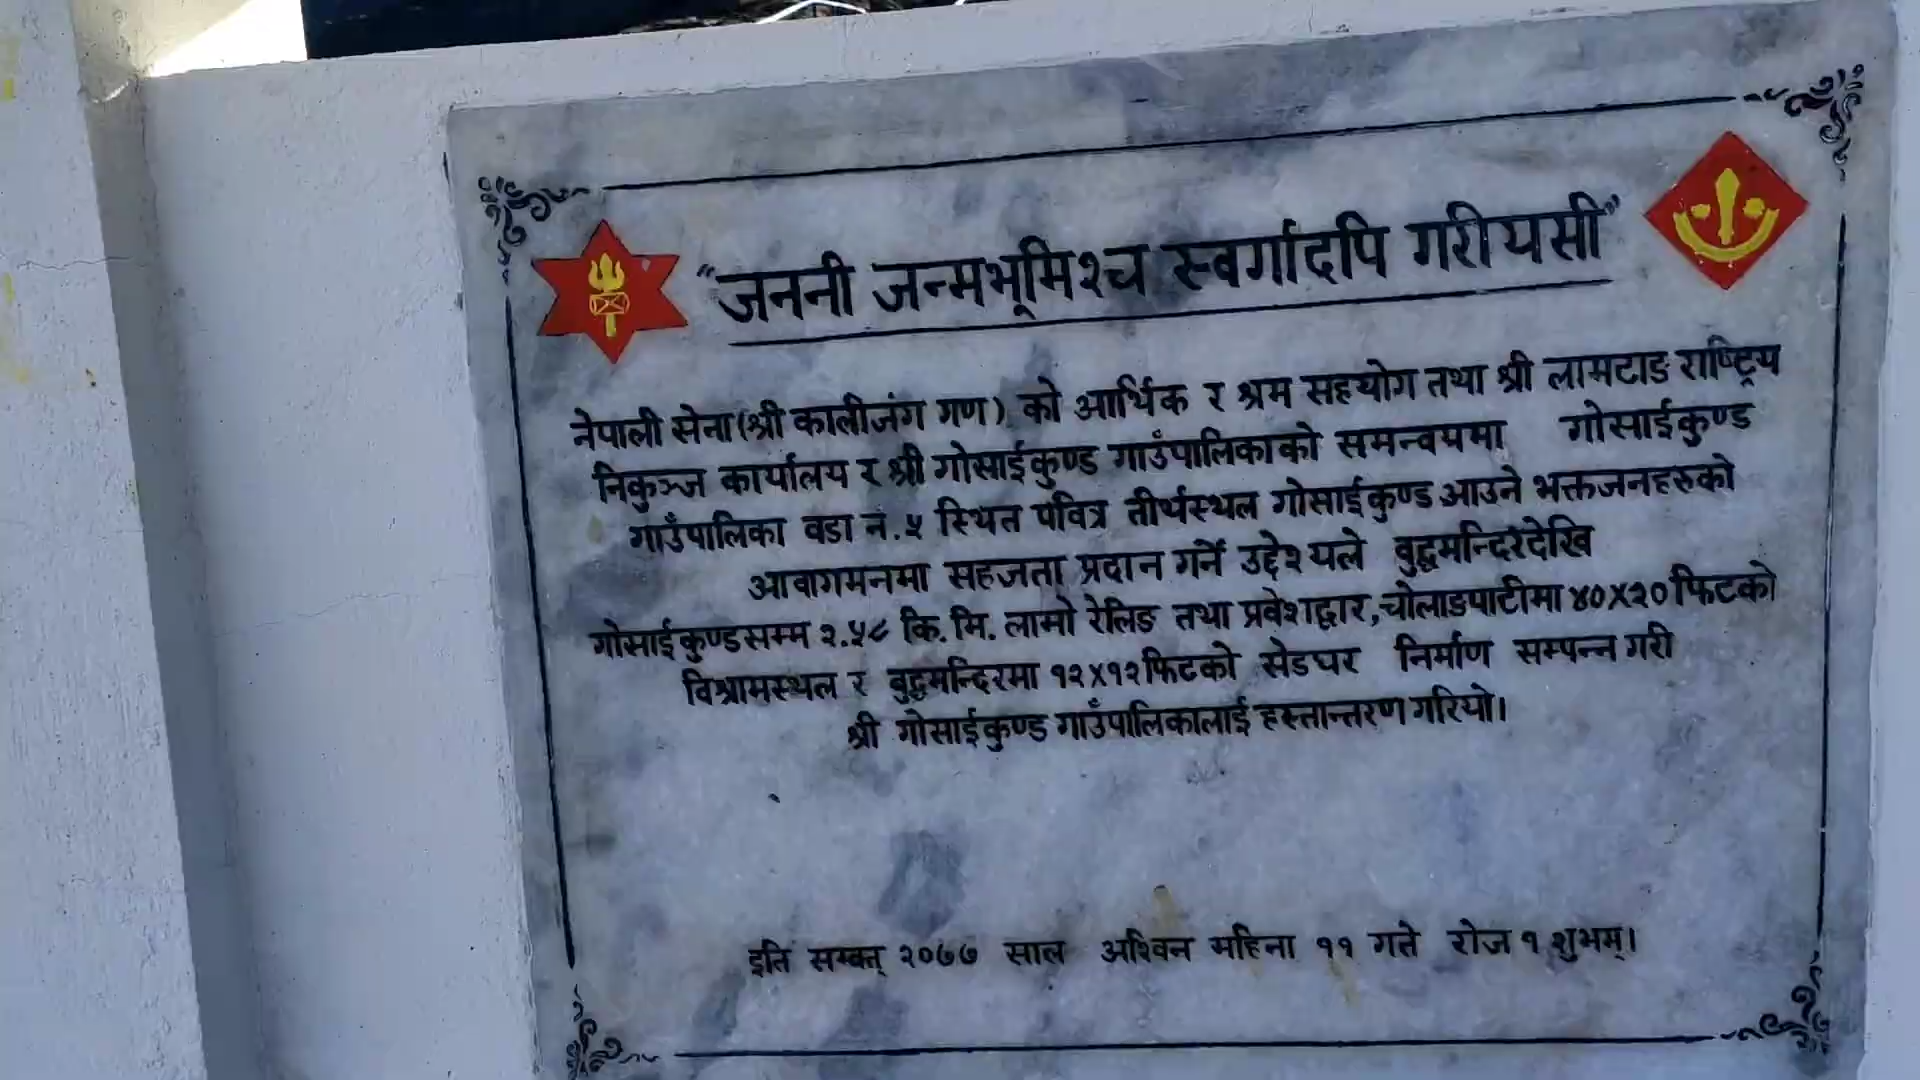 "जननी जन्मभूमिश्च स्वर्गादपि गरीयसी"
नेपाली सेना (श्री कालीजंग गण) को आर्थिक र श्रम सहयोग तथा श्री लामटाङ राष्ट्रिय
निकुञ्ज कार्यालय र श्री गोसाईकुण्ड गाउँपालिकाको समन्वयमा गोसाईकुण्ड
गाउँपालिका वडा नं.५ स्थित पवित्र तीर्थस्थल गोसाईकुण्ड आउने भक्तजनहरुको
आवागमनमा सहजता प्रदान गर्ने उद्देश्यले बुद्धमन्दिरदेखि
गोसाईकुण्डसम्म २.५८ कि.मि. लामो रेलिङ तथा प्रवेशद्वार, चोलाङपाटीमा ४०x२० फिटको
विश्रामस्थल र बुद्धमन्दिरमा १२x१२ फिटको सेडघर निर्माण सम्पन्न गरी
श्री गोसाईकुण्ड गाउँपालिकालाई हस्तान्तरण गरियो।
इति सम्वत् २०७७ साल अश्विन महिना ११ गते रोज १ शुभम्।